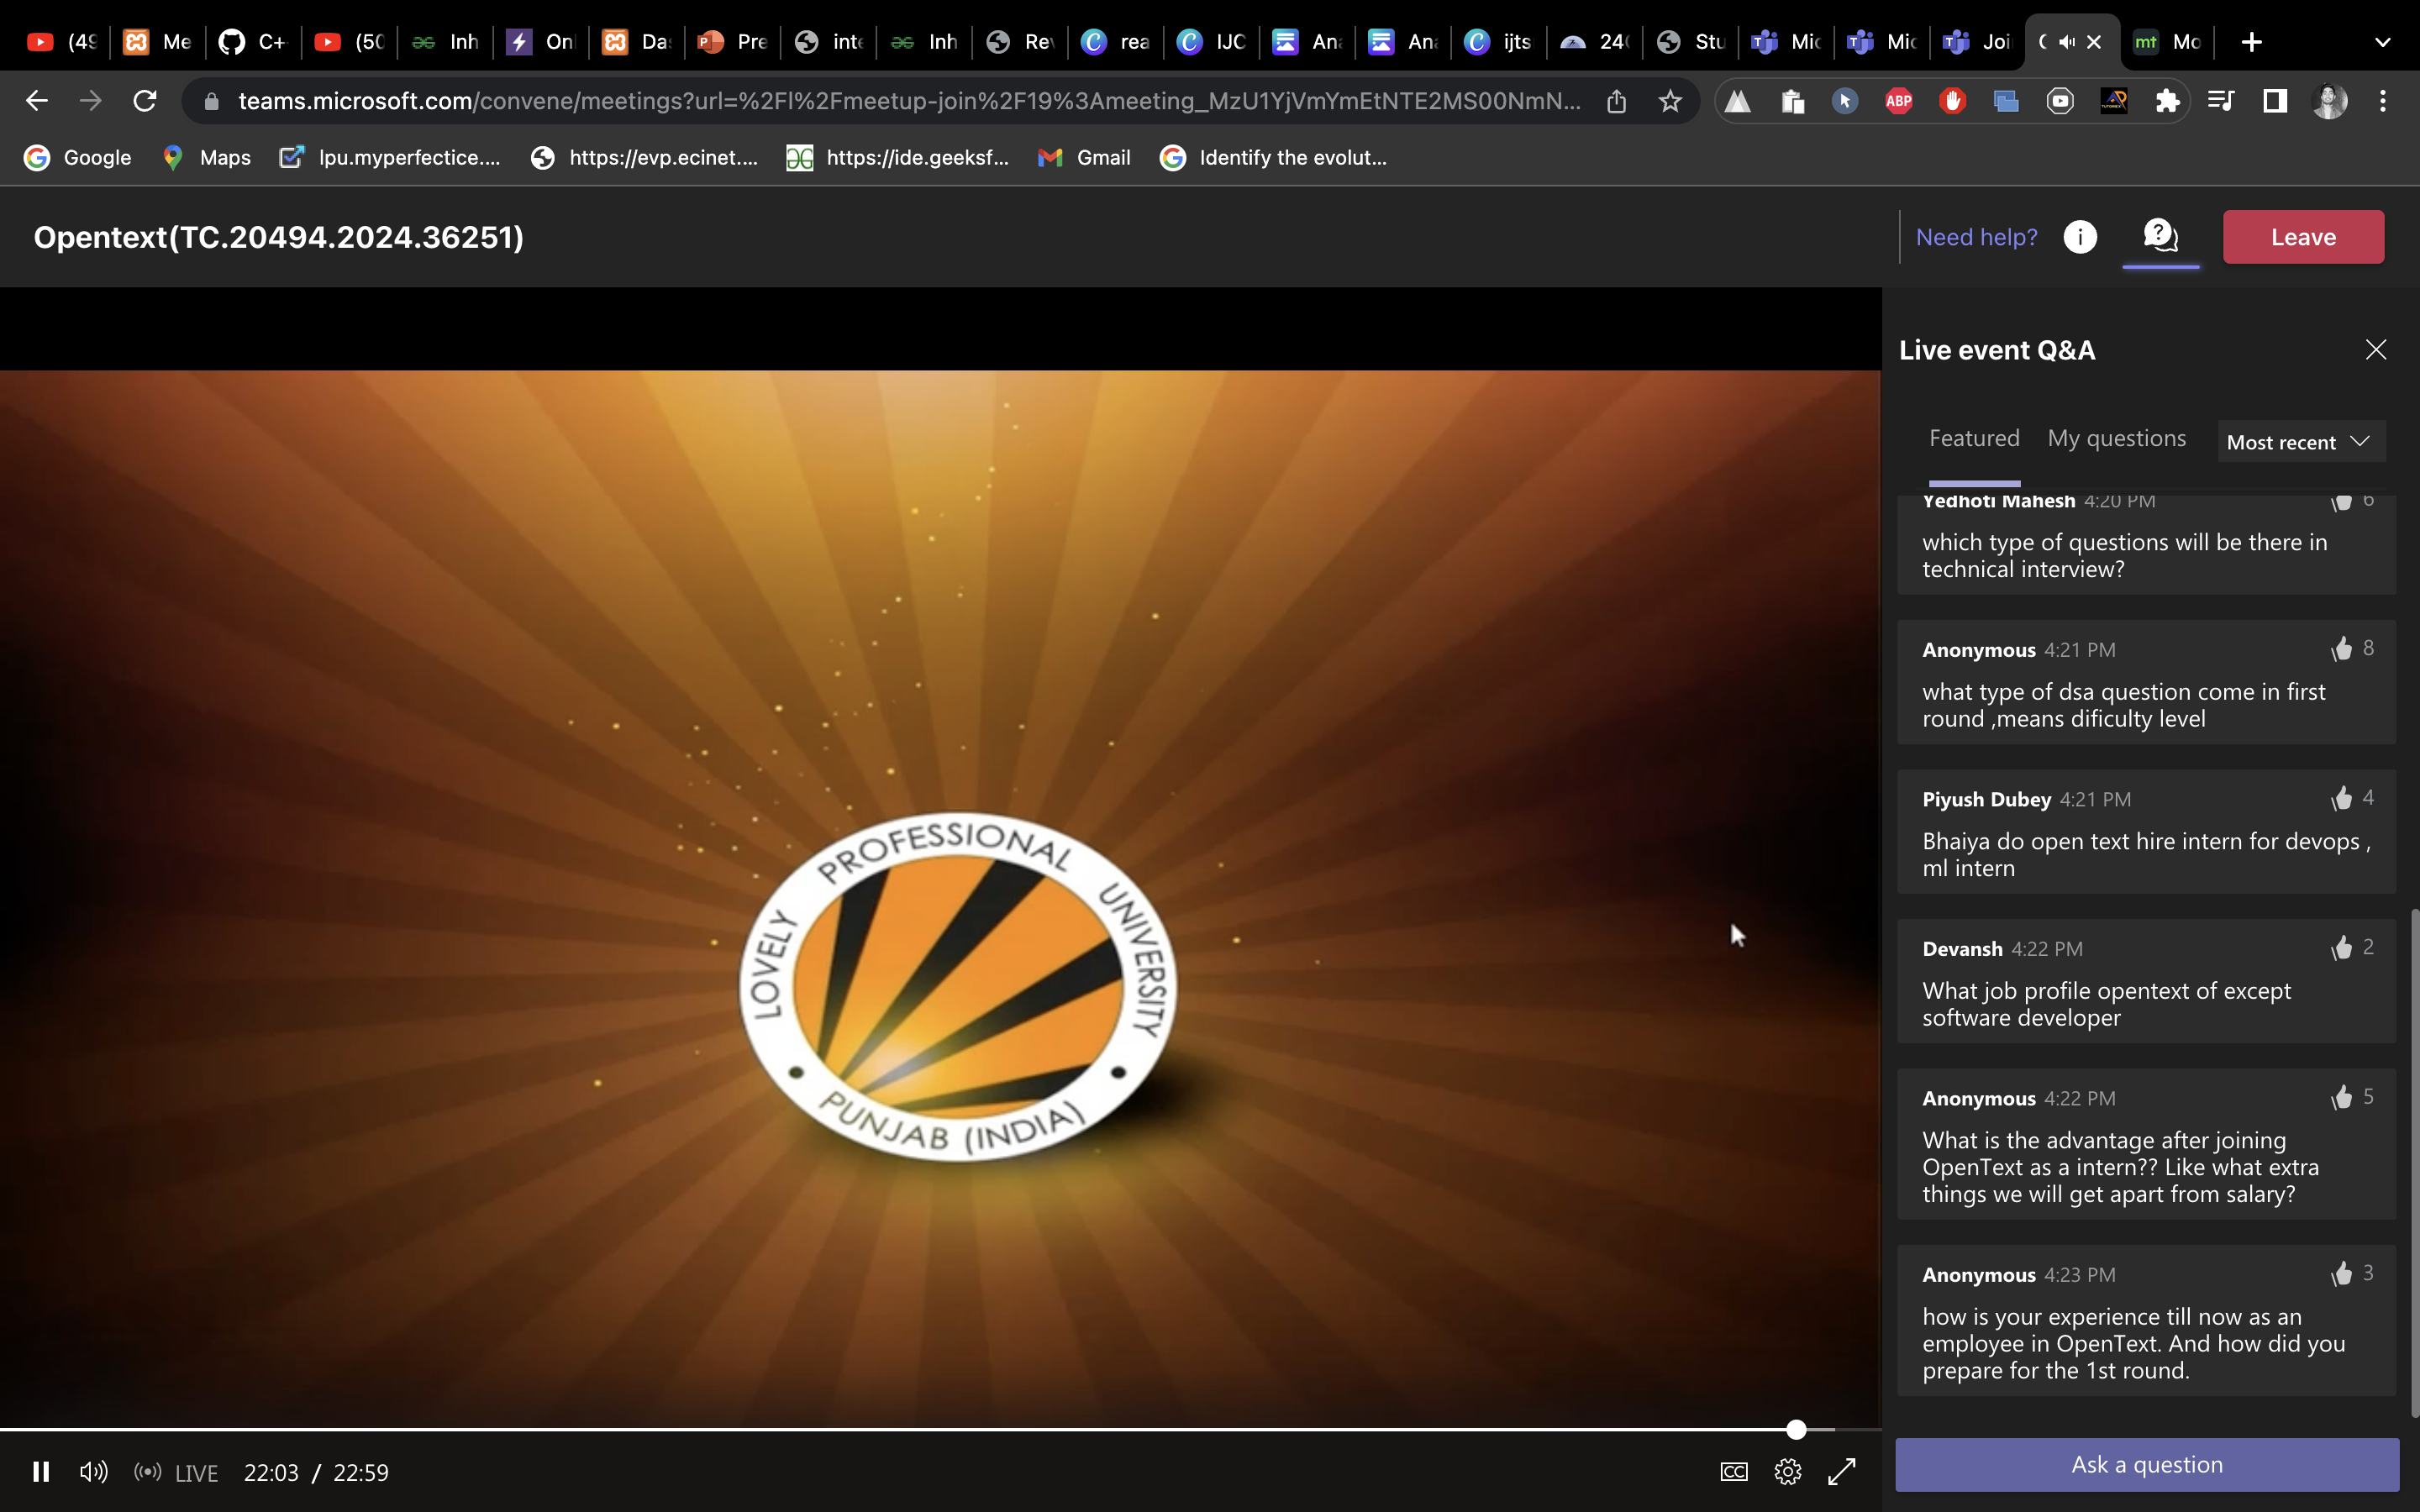 (49
Me
C+
(50
Inh
On
Da
Pre
int
Inh
Re
rea
IJC
An
An
ijts
24
Stu
Mic
Mic
Joi
mt Mo
teams.microsoft.com/convene/meetings?url=%2Fl%2Fmeetup-join%2F19%3Ameeting_MzU1YjVmYmEtNTE2MS00NmN...
ABP
Google
Maps
lpu.myperfectice....
https://evp.ecinet....
https://ide.geeksf...
Gmail
Identify the evolut...
Opentext(TC.20494.2024.36251)
Need help?
Leave
LOVELY PROFESSIONAL UNIVERSITY
PUNJAB (INDIA)
LIVE 22:03 / 22:59
CC
Live event Q&A
Featured
My questions
Most recent
Yedhoti Mahesh 4:20 PM 6
which type of questions will be there in
technical interview?
Anonymous 4:21 PM 8
what type of dsa question come in first
round ,means dificulty level
Piyush Dubey 4:21 PM 4
Bhaiya do open text hire intern for devops ,
ml intern
Devansh 4:22 PM 2
What job profile opentext of except
software developer
Anonymous 4:22 PM 5
What is the advantage after joining
OpenText as a intern?? Like what extra
things we will get apart from salary?
Anonymous 4:23 PM 3
how is your experience till now as an
employee in OpenText. And how did you
prepare for the 1st round.
Ask a question